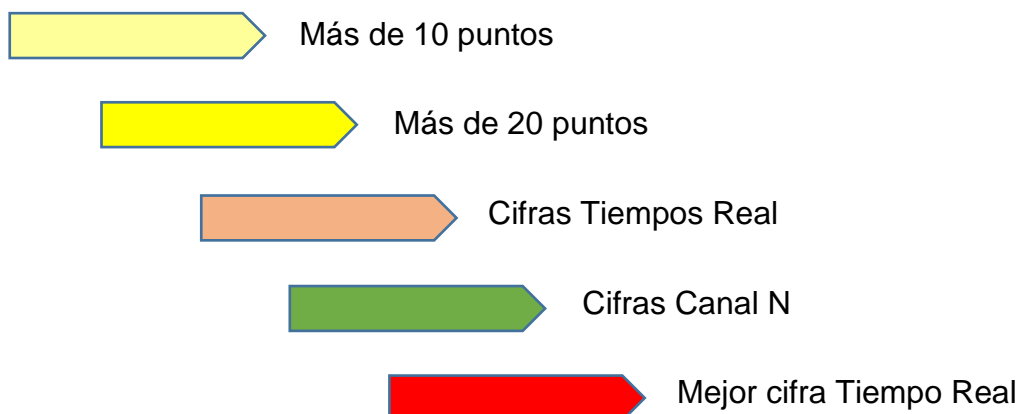 Más de 10 puntos
Más de 20 puntos
Cifras Tiempos Real
Cifras Canal N
Mejor cifra Tiempo Real